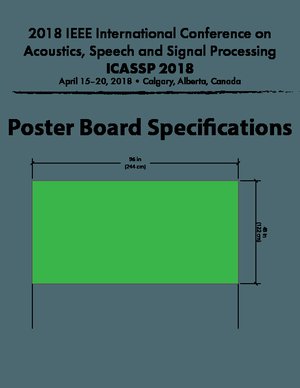 2018 IEEE International Conference on
Acoustics, Speech and Signal Processing
ICASSP 2018
April 15–20, 2018 • Calgary, Alberta, Canada
Poster Board Specifications
96 in
(244 cm)
48 in
(122 cm)